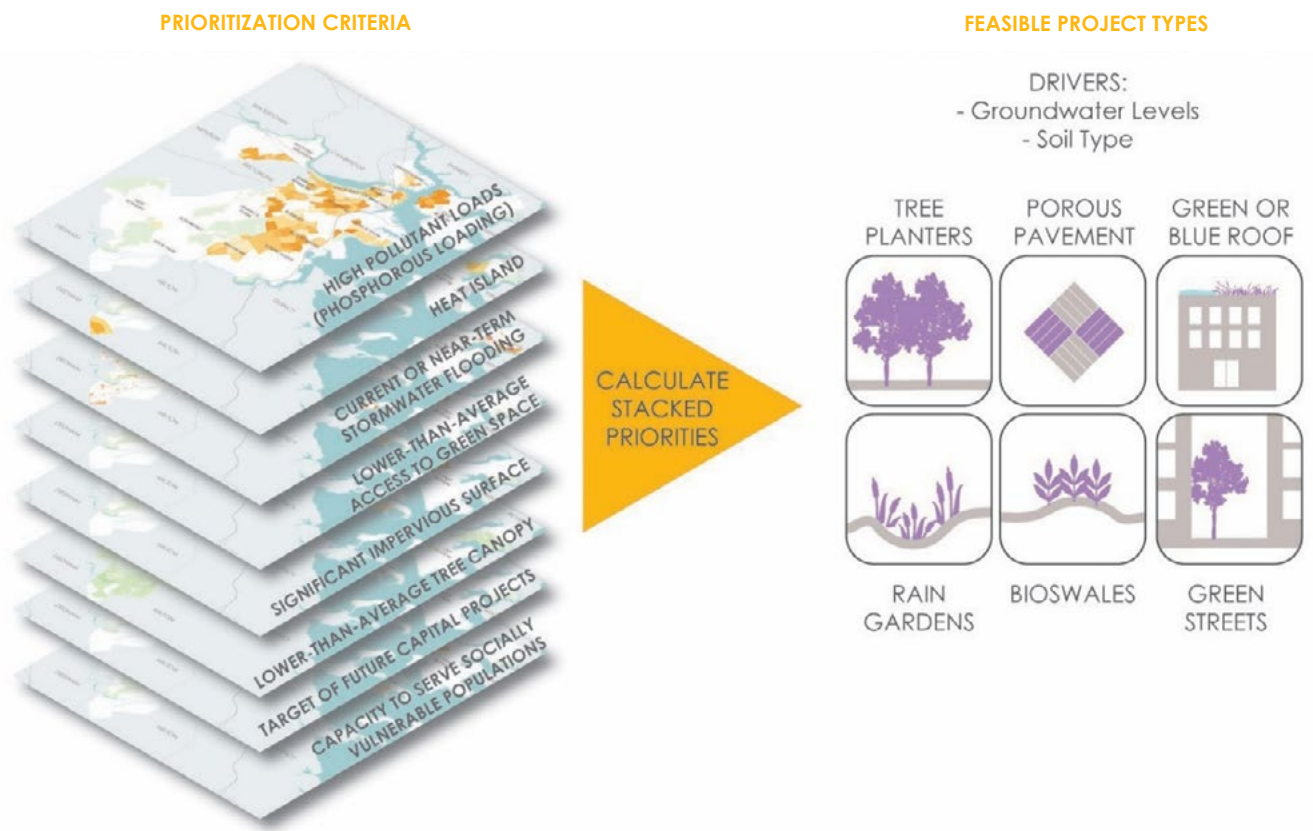 PRIORITIZATION CRITERIA
FEASIBLE PROJECT TYPES
DRIVERS:
- Groundwater Levels
- Soil Type
HIGH POLLUTANT LOADS
(PHOSPHOROUS LOADING)
HEAT ISLAND
CURRENT OR NEAR-TERM
STORMWATER FLOODING
LOWER-THAN-AVERAGE
ACCESS TO GREEN SPACE
SIGNIFICANT IMPERVIOUS SURFACE
LOWER-THAN-AVERAGE TREE CANOPY
TARGET OF FUTURE CAPITAL PROJECTS
CAPACITY TO SERVE SOCIALLY
VULNERABLE POPULATIONS
CALCULATE
STACKED
PRIORITIES
TREE
PLANTERS
POROUS
PAVEMENT
GREEN OR
BLUE ROOF
RAIN
GARDENS
BIOSWALES
GREEN
STREETS